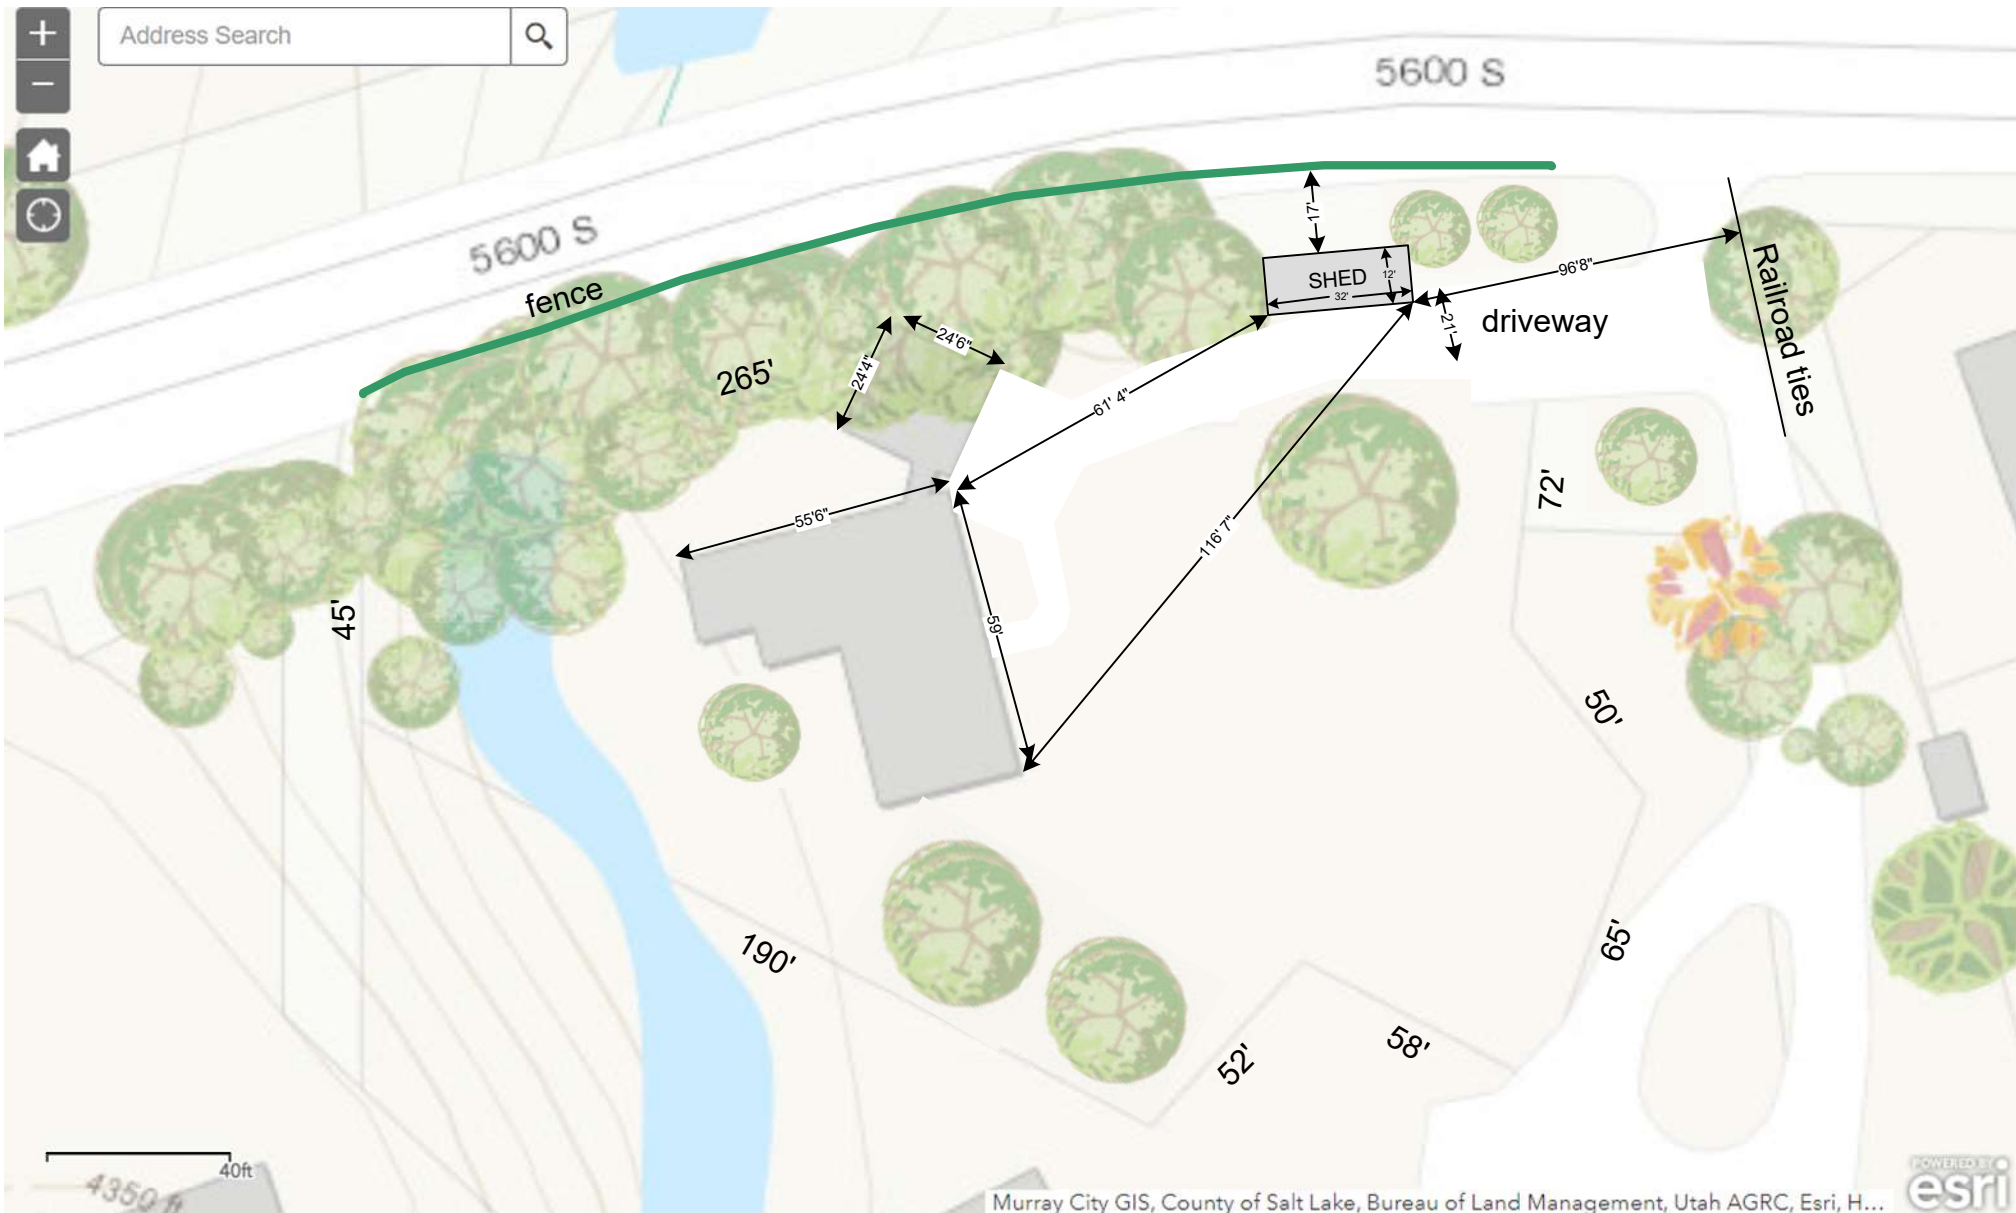 +
Address Search
−
5600 S
5600 S
fence
17'
SHED
12'
32'
96'8"
Railroad ties
21'
driveway
265'
24'6"
24'4"
61' 4"
55'6"
116' 7"
72'
59'
45'
50'
190'
65'
52'
58'
40ft
4350 ft
POWERED BY
esri
Murray City GIS, County of Salt Lake, Bureau of Land Management, Utah AGRC, Esri, H...